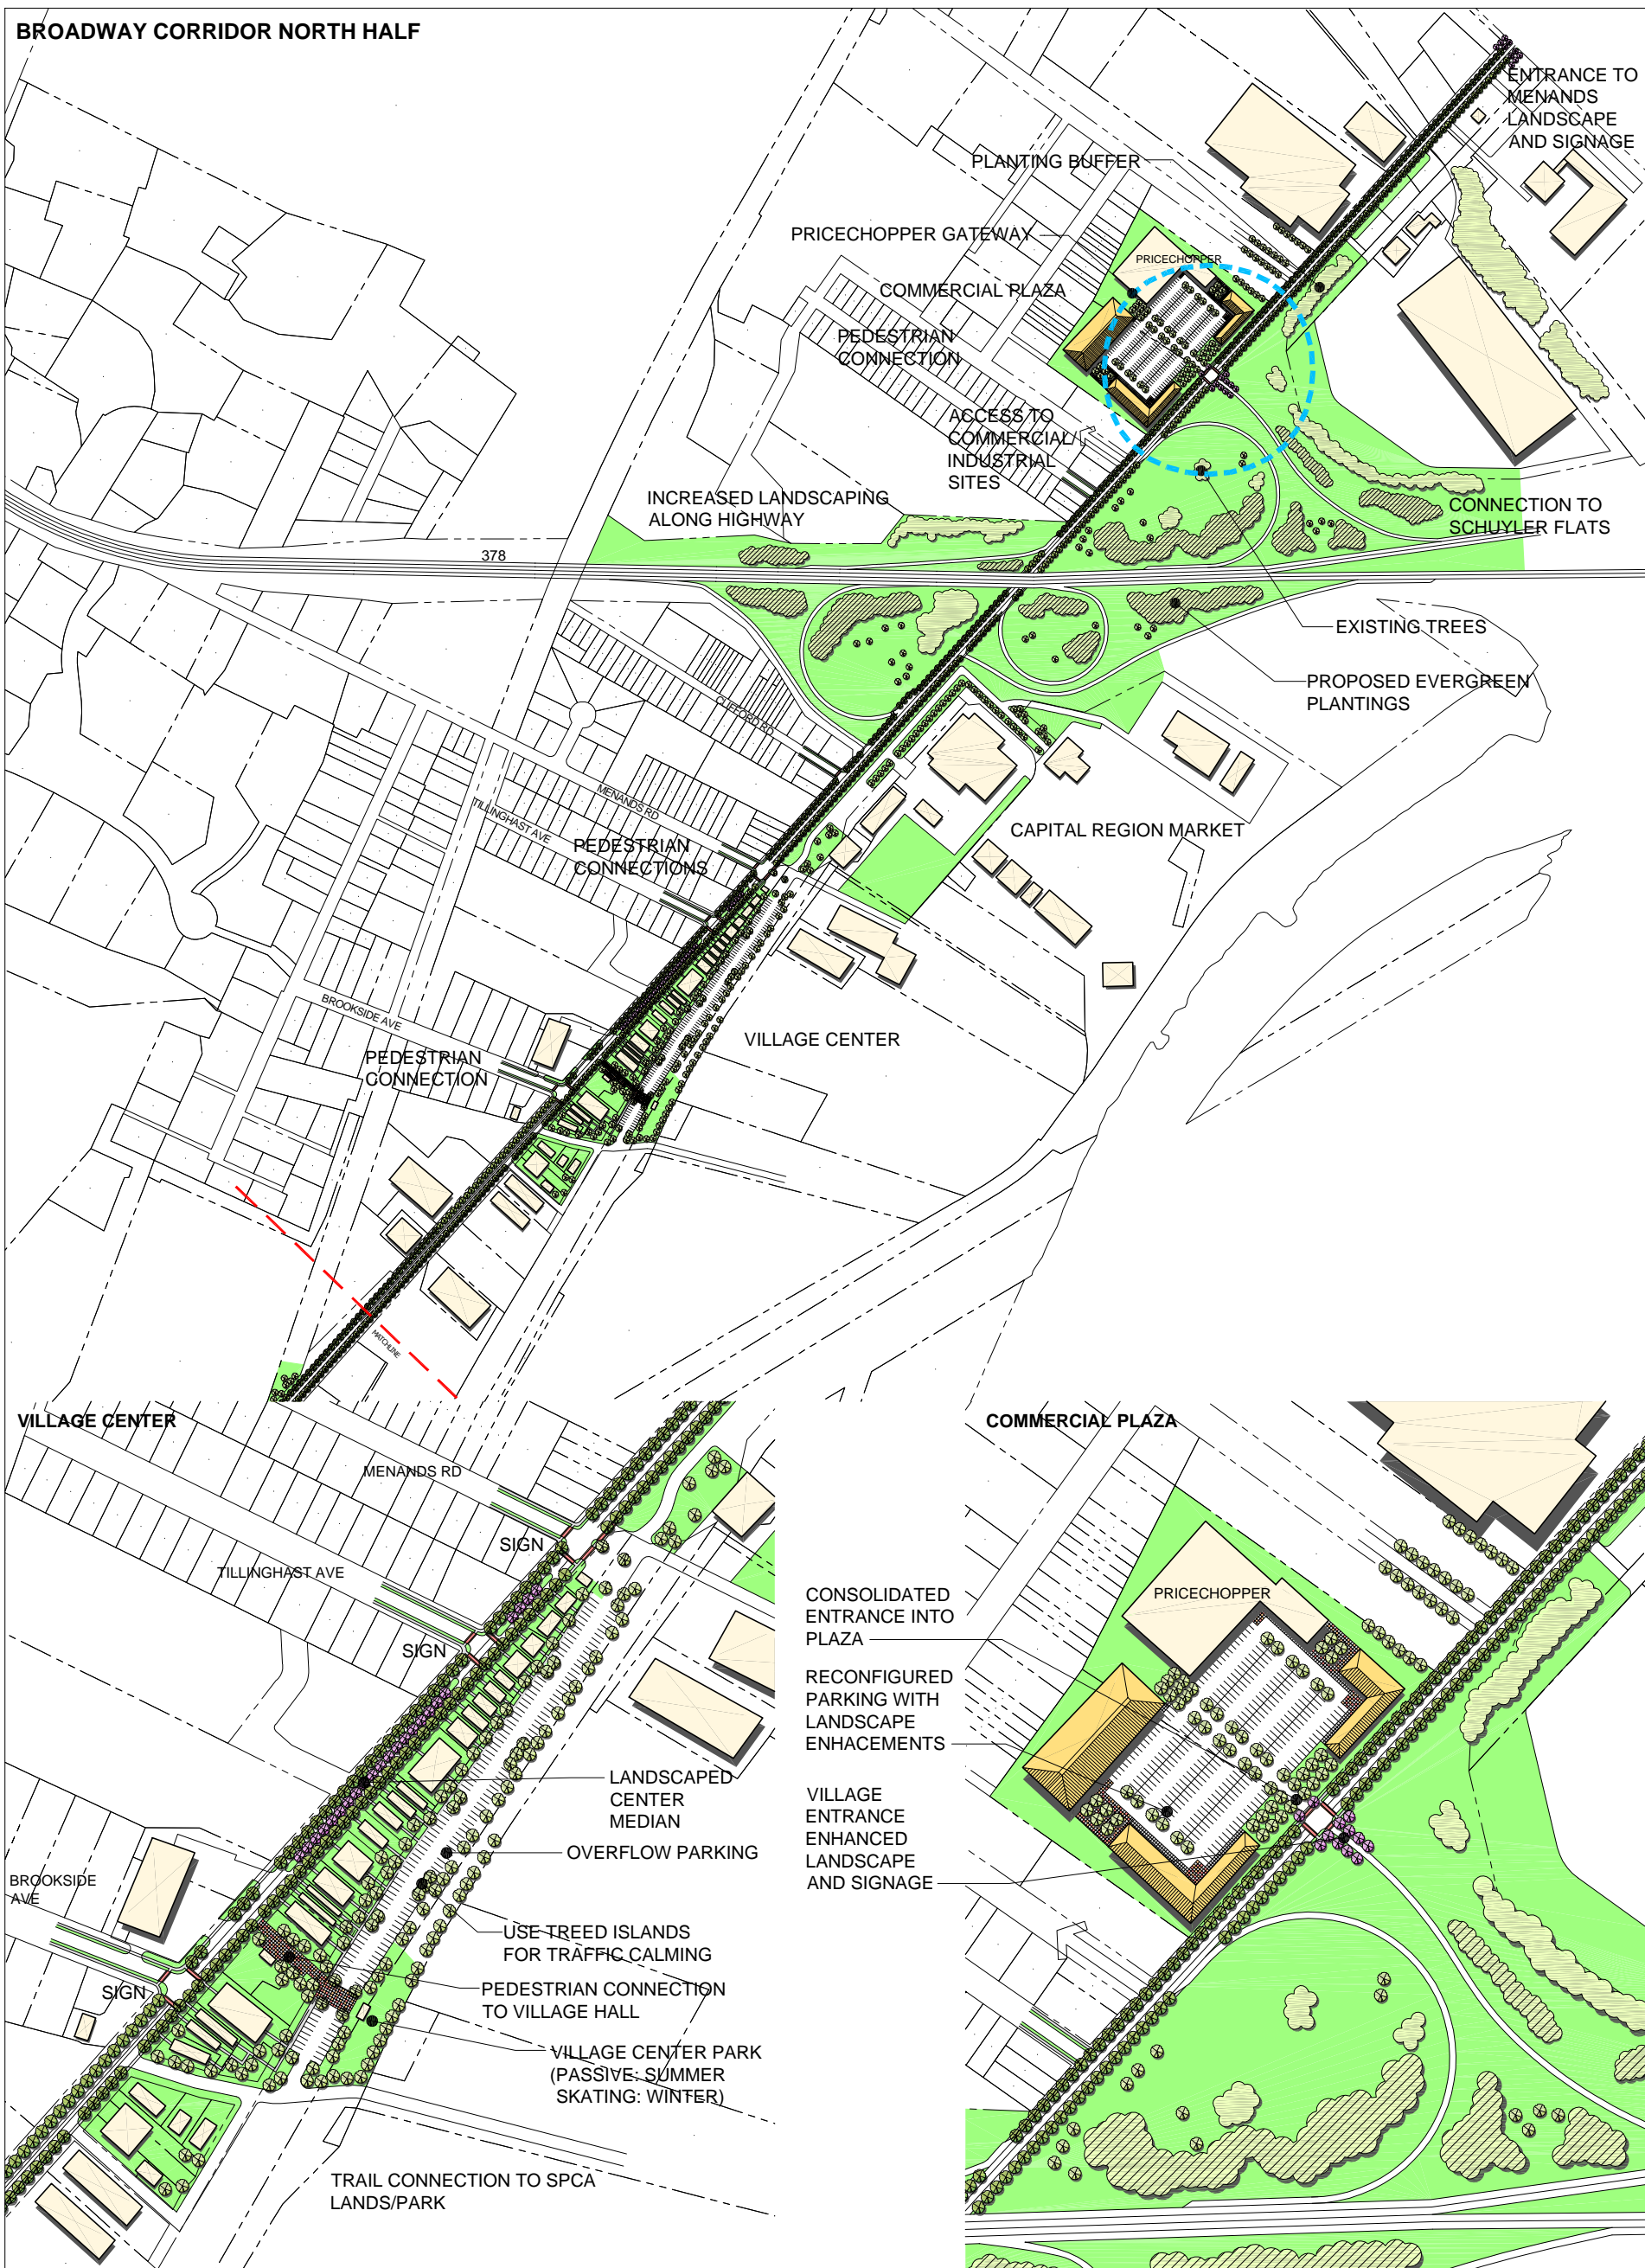 BROADWAY CORRIDOR NORTH HALF
ENTRANCE TO
MENANDS
LANDSCAPE
AND SIGNAGE
PLANTING BUFFER
PRICECHOPPER GATEWAY
PRICECHOPPER
COMMERCIAL PLAZA
PEDESTRIAN
CONNECTION
ACCESS TO
COMMERCIAL/
INDUSTRIAL
SITES
INCREASED LANDSCAPING
ALONG HIGHWAY
CONNECTION TO
SCHUYLER FLATS
378
EXISTING TREES
PROPOSED EVERGREEN
PLANTINGS
CLIFFORD RD
MENANDS RD
TILLINGHAST AVE
CAPITAL REGION MARKET
PEDESTRIAN
CONNECTIONS
BROOKSIDE AVE
VILLAGE CENTER
PEDESTRIAN
CONNECTION
MATCHLINE
VILLAGE CENTER
MENANDS RD
SIGN
TILLINGHAST AVE
SIGN
LANDSCAPED
CENTER
MEDIAN
OVERFLOW PARKING
BROOKSIDE
AVE
USE TREED ISLANDS
FOR TRAFFIC CALMING
PEDESTRIAN CONNECTION
TO VILLAGE HALL
SIGN
VILLAGE CENTER PARK
(PASSIVE: SUMMER
SKATING: WINTER)
TRAIL CONNECTION TO SPCA
LANDS/PARK
COMMERCIAL PLAZA
PRICECHOPPER
CONSOLIDATED
ENTRANCE INTO
PLAZA
RECONFIGURED
PARKING WITH
LANDSCAPE
ENHACEMENTS
VILLAGE
ENTRANCE
ENHANCED
LANDSCAPE
AND SIGNAGE